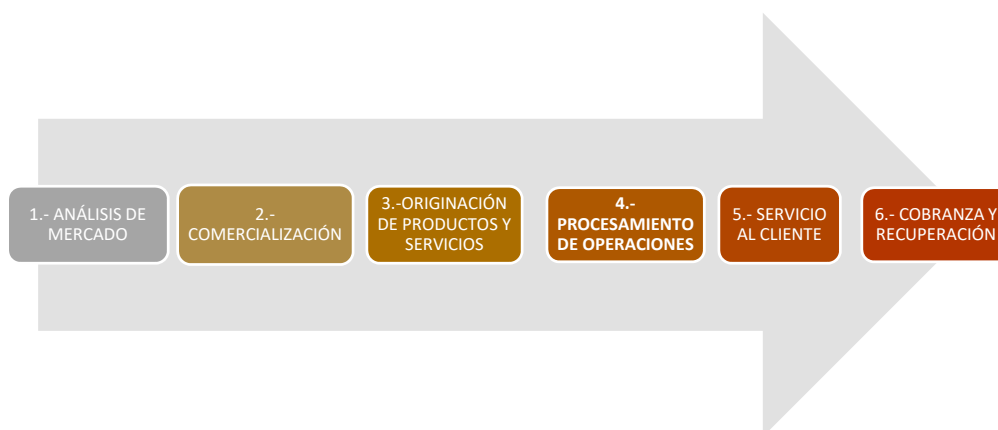 1.- ANÁLISIS DE
MERCADO
2.-
COMERCIALIZACIÓN
3.-ORIGINACIÓN
DE PRODUCTOS Y
SERVICIOS
4.-
PROCESAMIENTO
DE OPERACIONES
5.- SERVICIO
AL CLIENTE
6.- COBRANZA Y
RECUPERACIÓN